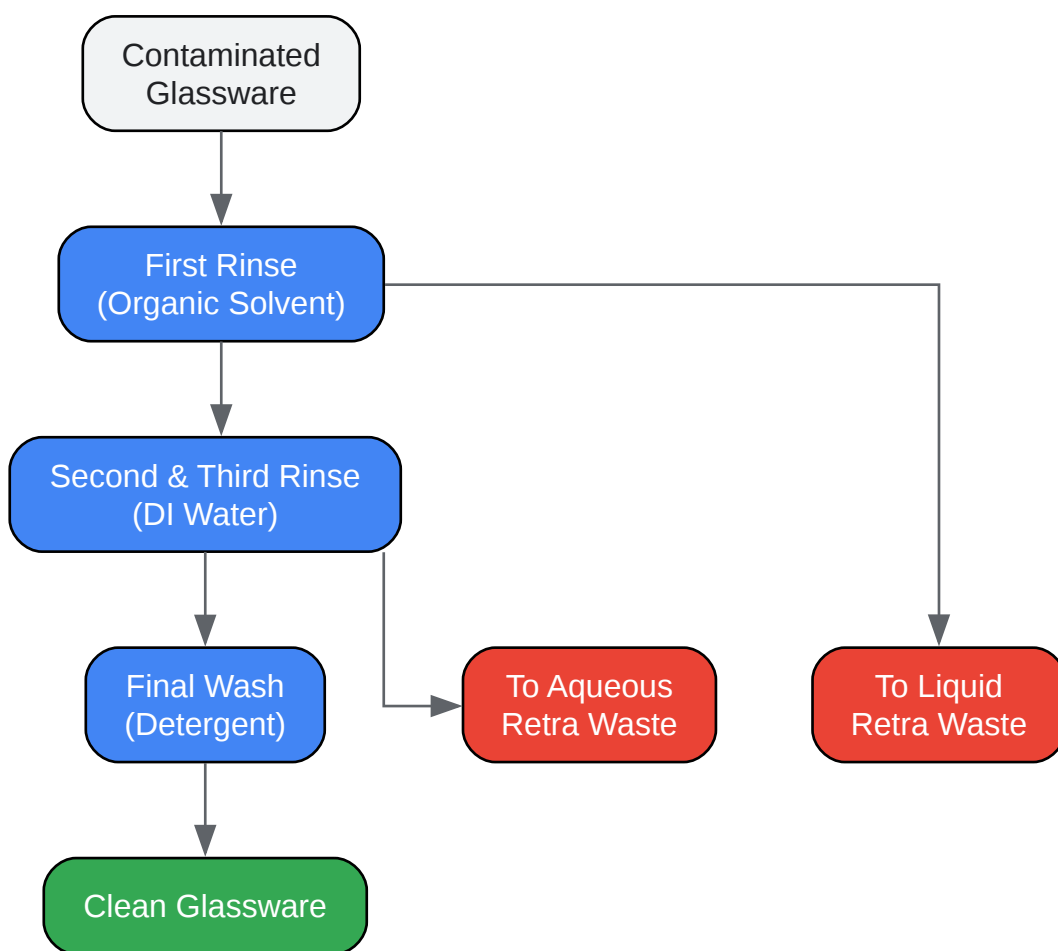 Contaminated
Glassware
First Rinse
(Organic Solvent)
Second & Third Rinse
(DI Water)
Final Wash
(Detergent)
To Aqueous
Retra Waste
To Liquid
Retra Waste
Clean Glassware